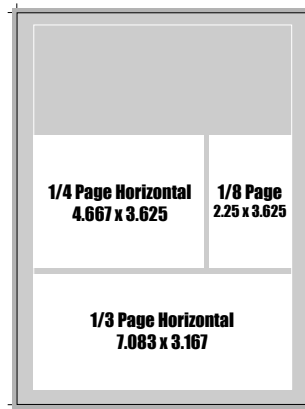 1/4 Page Horizontal
4.667 x 3.625
1/8 Page
2.25 x 3.625
1/3 Page Horizontal
7.083 x 3.167